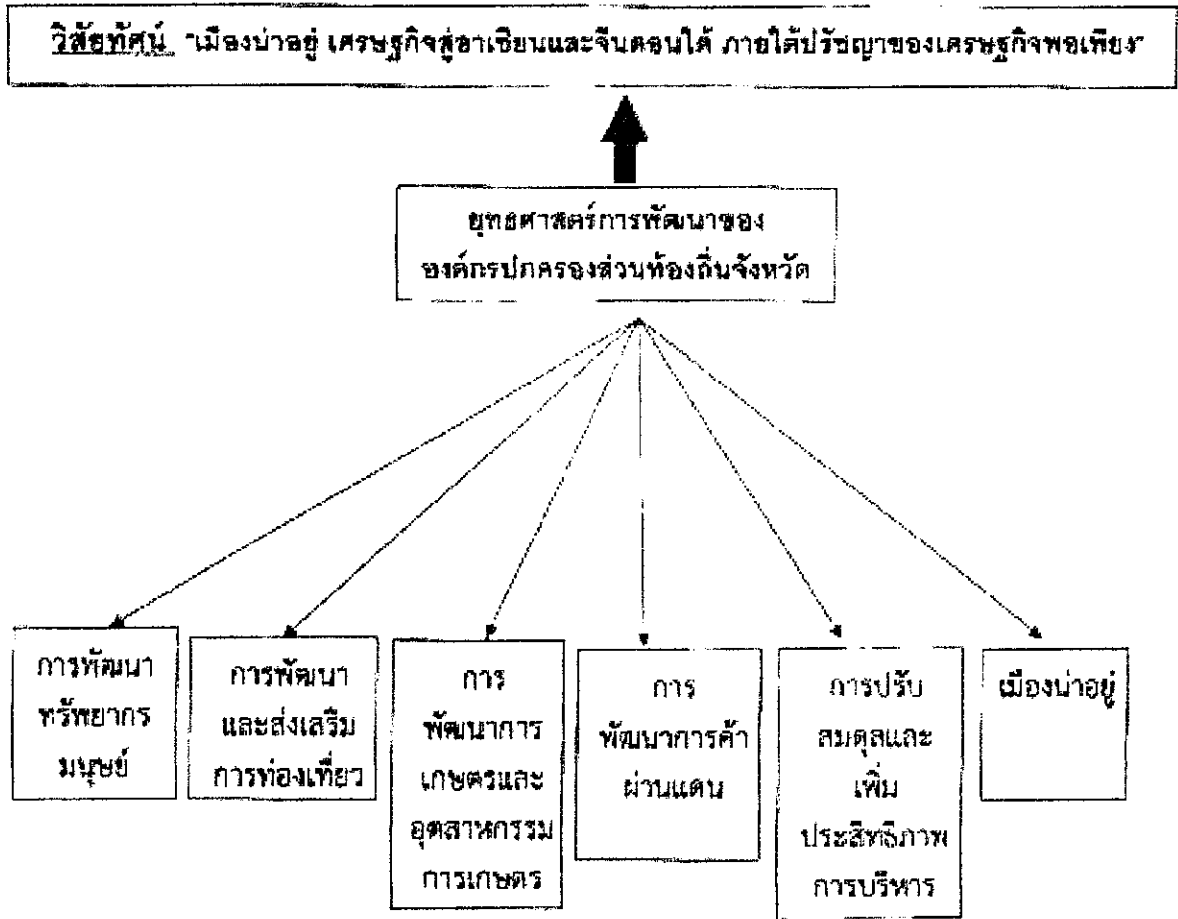 วิสัยทัศน์ "เมืองน่าอยู่ เศรษฐกิจสู่อาเซียนและจีนตอนใต้ ภายใต้ปรัชญาของเศรษฐกิจพอเพียง"
ยุทธศาสตร์การพัฒนาของ
องค์กรปกครองส่วนท้องถิ่นจังหวัด
การพัฒนา
ทรัพยากร
มนุษย์
การพัฒนา
และส่งเสริม
การท่องเที่ยว
การ
พัฒนาการ
เกษตรและ
อุตสาหกรรม
การเกษตร
การ
พัฒนาการค้า
ผ่านแดน
การปรับ
สมดุลและ
เพิ่ม
ประสิทธิภาพ
การบริหาร
เมืองน่าอยู่